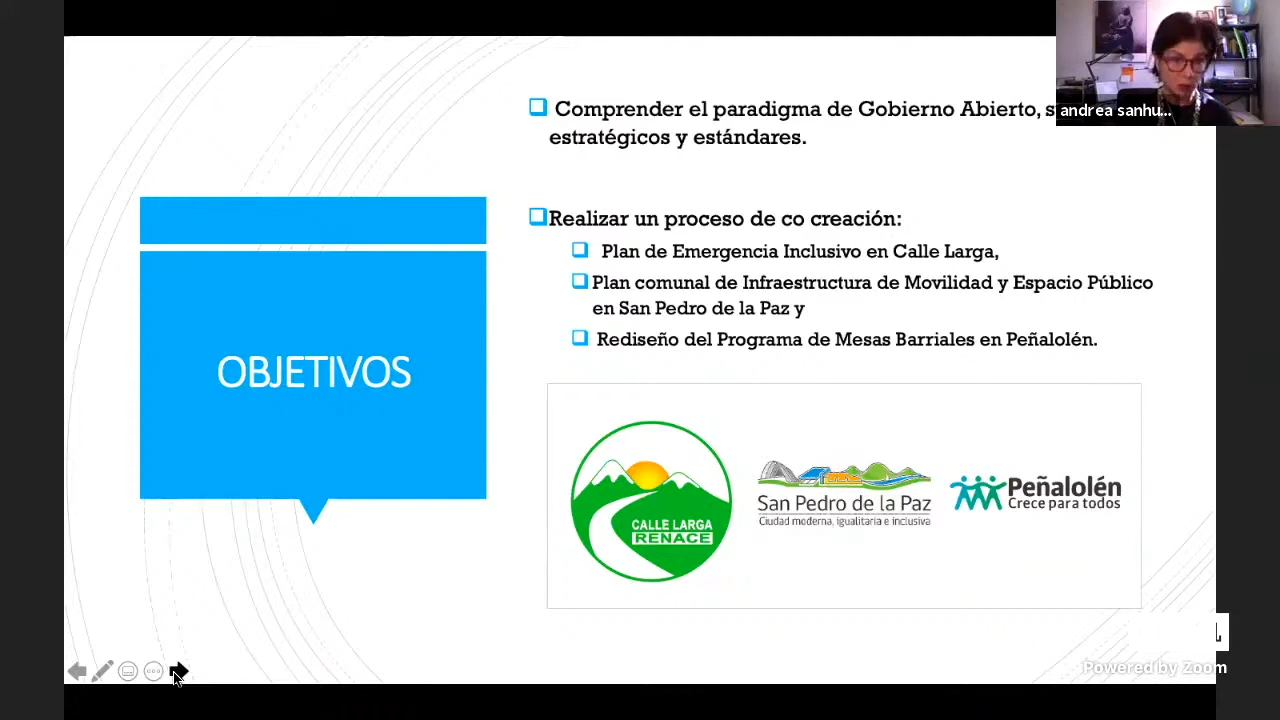 andrea sanhu...
Comprender el paradigma de Gobierno Abierto,
estratégicos y estándares.
Realizar un proceso de co creación:
Plan de Emergencia Inclusivo en Calle Larga,
Plan comunal de Infraestructura de Movilidad y Espacio Público
en San Pedro de la Paz y
Rediseño del Programa de Mesas Barriales en Peñalolén.
OBJETIVOS
CALLE LARGA
RENACE
San Pedro de la Paz
Ciudad moderna, igualitaria e inclusiva
Peñalolén
Crece para todos
Powered by Zoom